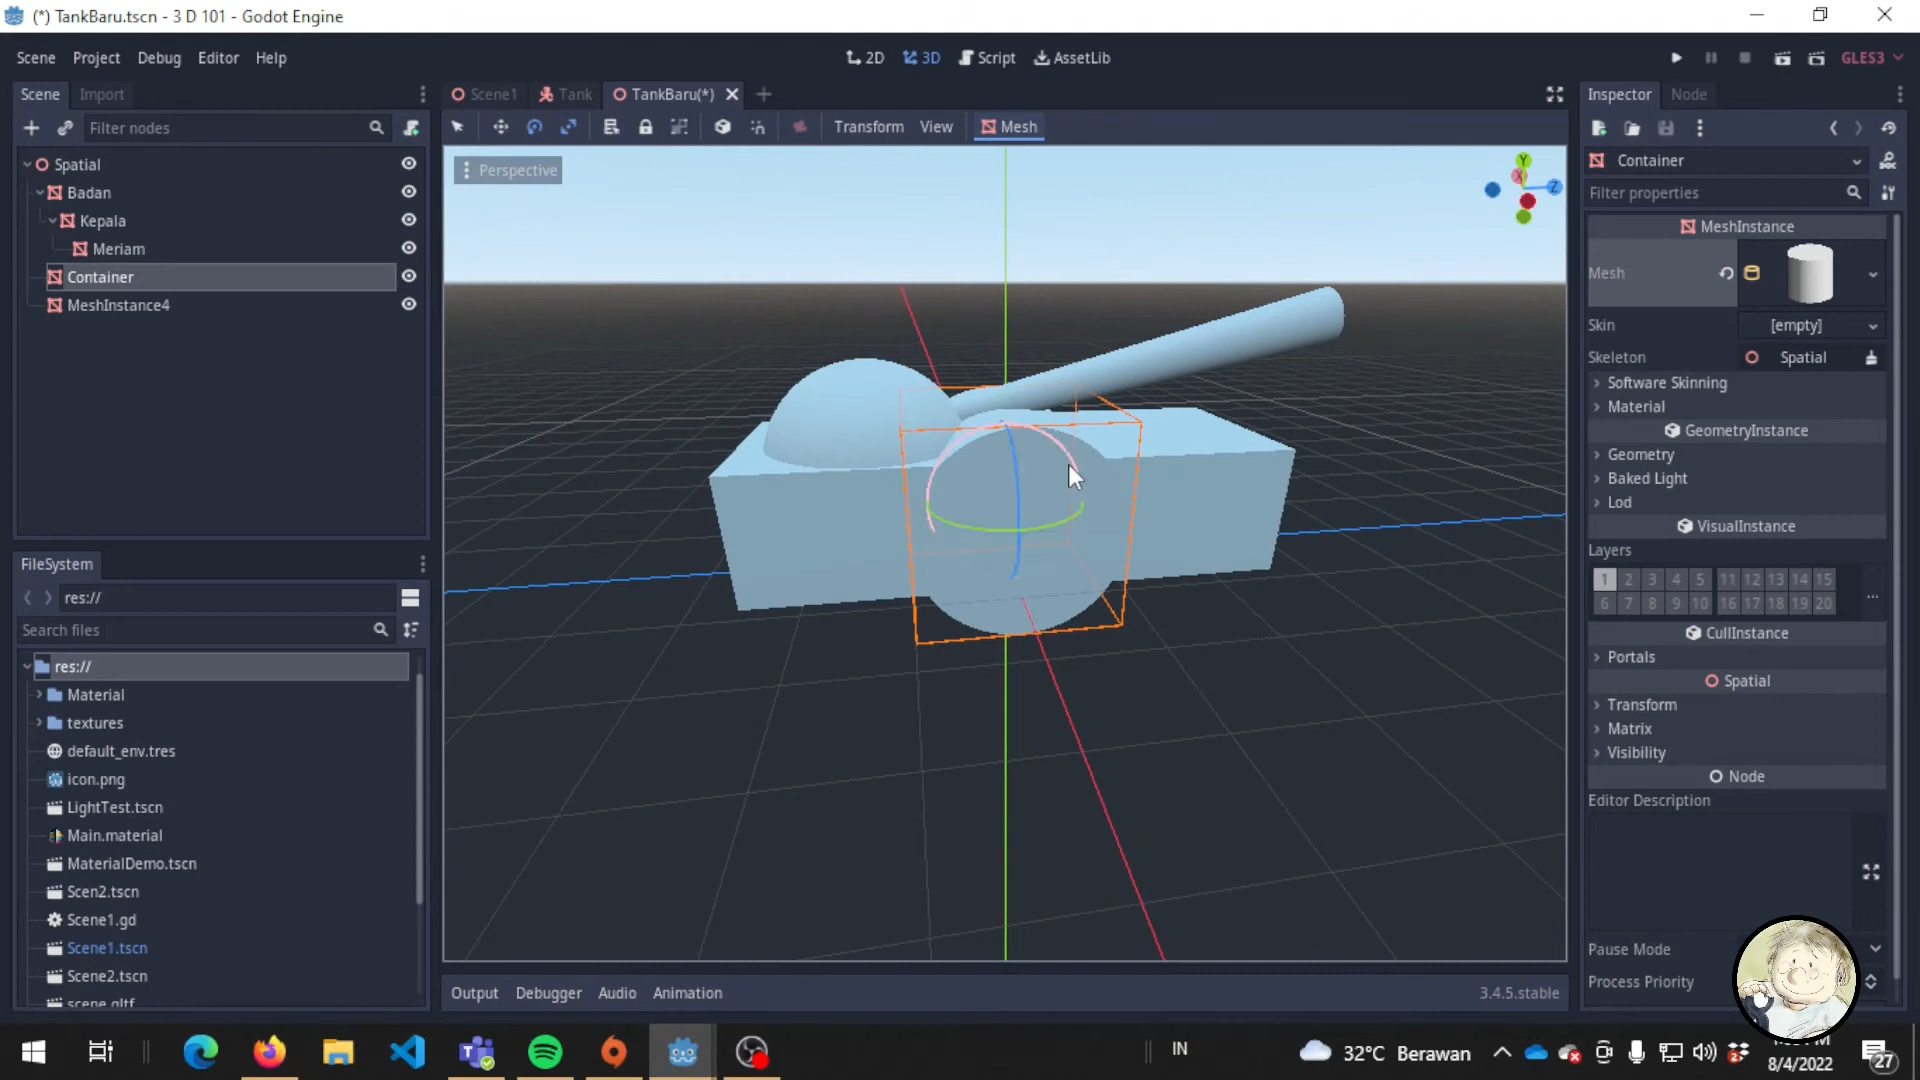 (*) TankBaru.tscn - 3 D 101 - Godot Engine
Scene Project Debug Editor Help
2D 3D Script AssetLib
GLES3
Scene Import
Scene1 Tank TankBaru(*)
Inspector Node
Filter nodes
Transform View Mesh
Spatial
Badan
Kepala
Meriam
Container
MeshInstance4
Perspective
Y
X
Z
Container
Filter properties
MeshInstance
Mesh
Skin [empty]
Skeleton Spatial
Software Skinning
Material
GeometryInstance
Geometry
Baked Light
Lod
VisualInstance
Layers
1 2 3 4 5 11 12 13 14 15
6 7 8 9 10 16 17 18 19 20
CullInstance
Portals
Spatial
Transform
Matrix
Visibility
Node
Editor Description
Pause Mode
Process Priority
FileSystem
res://
Search files
res://
Material
textures
default_env.tres
icon.png
LightTest.tscn
Main.material
MaterialDemo.tscn
Scen2.tscn
Scene1.gd
Scene1.tscn
Scene2.tscn
scene.gltf
Output Debugger Audio Animation
3.4.5.stable
IN
32°C Berawan
8/4/2022
27